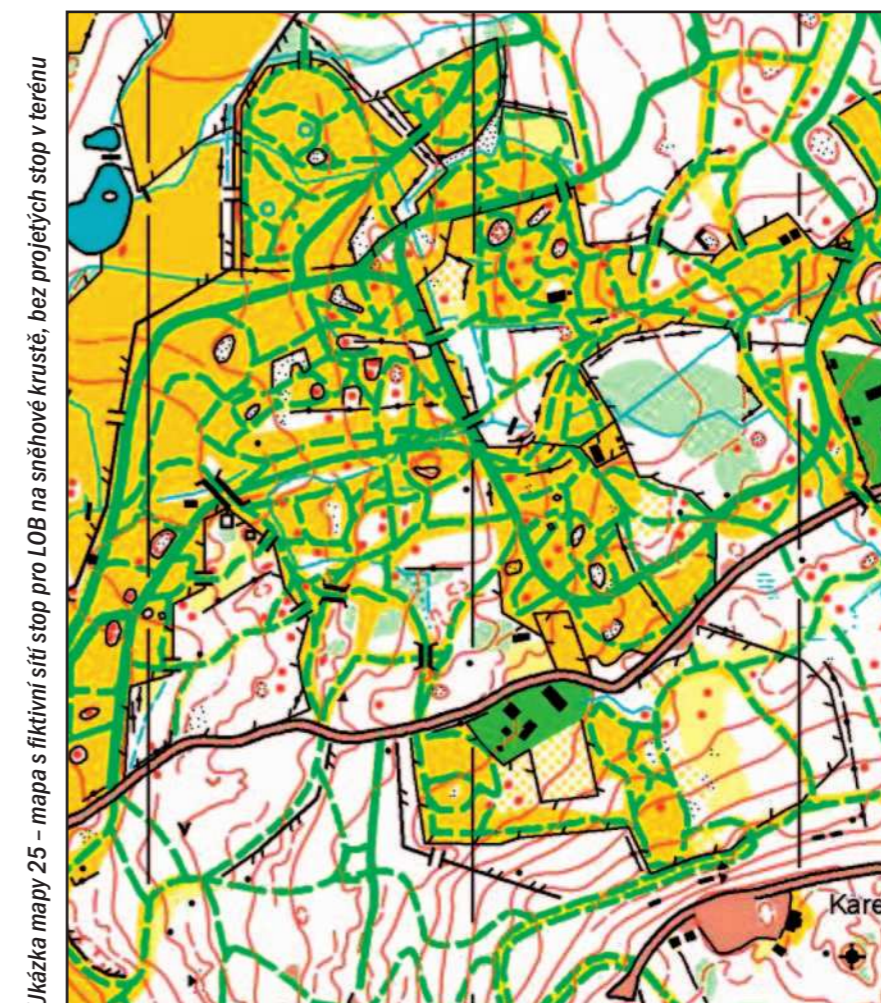 Ukázka mapy 25 – mapa s fiktivní sítí stop pro LOB na sněhové krustě, bez projetých stop v terénu
Kare